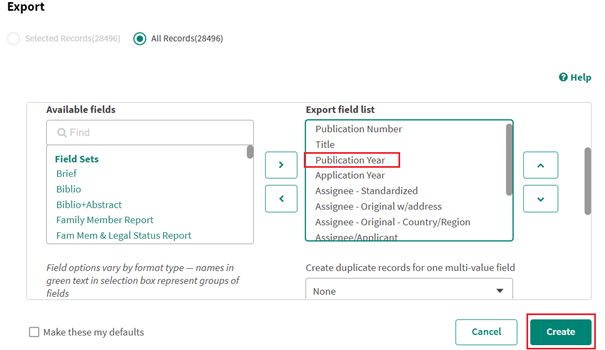 Export
Selected Records(28496) All Records(28496)
Help
Available fields Export field list
Find
Field Sets
Brief
Biblio
Biblio+Abstract
Family Member Report
Fam Mem & Legal Status Report
Publication Number
Title
Publication Year
Application Year
Assignee - Standardized
Assignee - Original w/address
Assignee - Original - Country/Region
Assignee/Applicant
Field options vary by format type — names in
green text in selection box represent groups of
fields
Create duplicate records for one multi-value field
None
Make these my defaults
Cancel Create